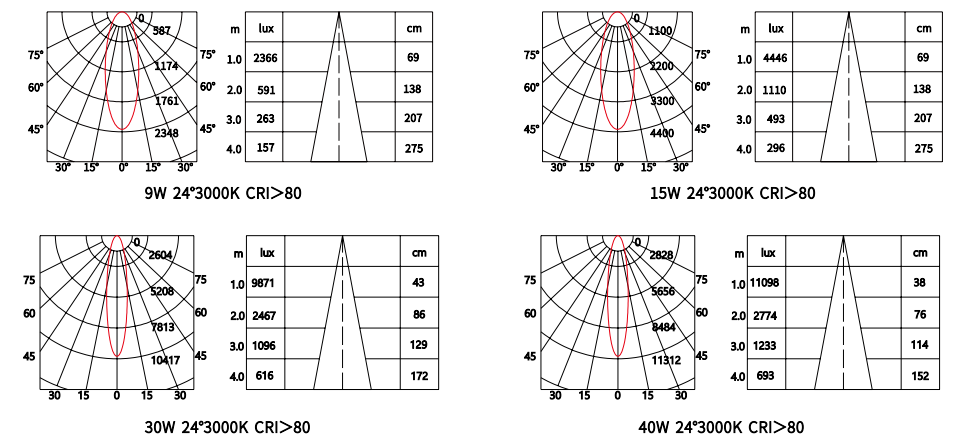 0
587
1174
1761
2348
75° 75°
60° 60°
45° 45°
30° 15° 0° 15° 30°
m lux cm
1.0 2366 69
2.0 591 138
3.0 263 207
4.0 157 275
9W 24°3000K CRI>80
0
1100
2200
3300
4400
75° 75°
60° 60°
45° 45°
30° 15° 0° 15° 30°
m lux cm
1.0 4446 69
2.0 1110 138
3.0 493 207
4.0 296 275
15W 24°3000K CRI>80
0
2604
5208
7813
10417
75 75
60 60
45 45
30 15 0 15 30
m lux cm
1.0 9871 43
2.0 2467 86
3.0 1096 129
4.0 616 172
30W 24°3000K CRI>80
0
2828
5656
8484
11312
75 75
60 60
45 45
30 15 0 15 30
m lux cm
1.0 11098 38
2.0 2774 76
3.0 1233 114
4.0 693 152
40W 24°3000K CRI>80